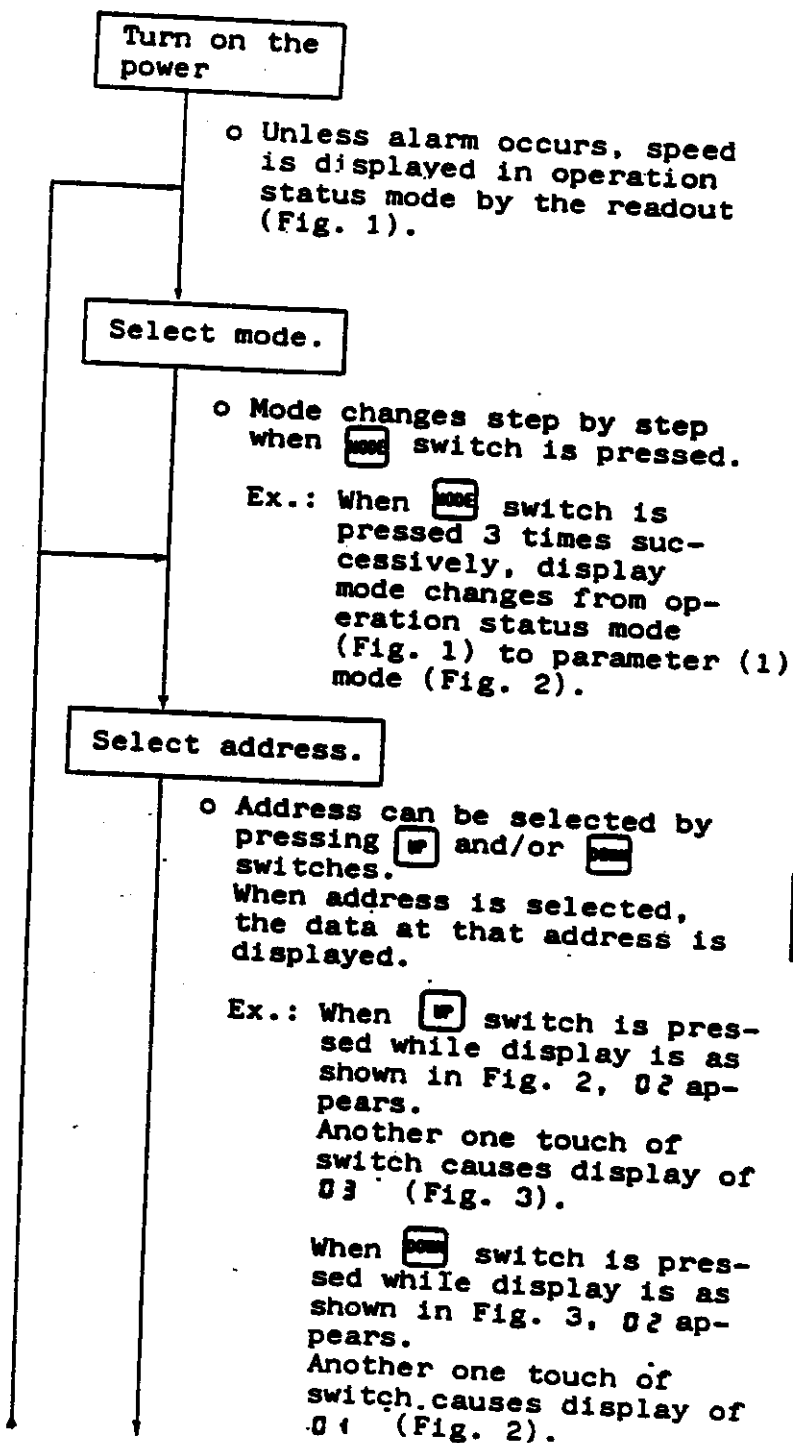 Turn on the
power
o Unless alarm occurs, speed
is displayed in operation
status mode by the readout
(Fig. 1).
Select mode.
o Mode changes step by step
when MODE switch is pressed.
Ex.: When MODE switch is
pressed 3 times suc-
cessively, display
mode changes from op-
eration status mode
(Fig. 1) to parameter (1)
mode (Fig. 2).
Select address.
o Address can be selected by
pressing UP and/or DOWN
switches.
When address is selected,
the data at that address is
displayed.
Ex.: When UP switch is pres-
sed while display is as
shown in Fig. 2, 02 ap-
pears.
Another one touch of
switch causes display of
03 (Fig. 3).
When DOWN switch is pres-
sed while display is as
shown in Fig. 3, 02 ap-
pears.
Another one touch of
switch causes display of
01 (Fig. 2).